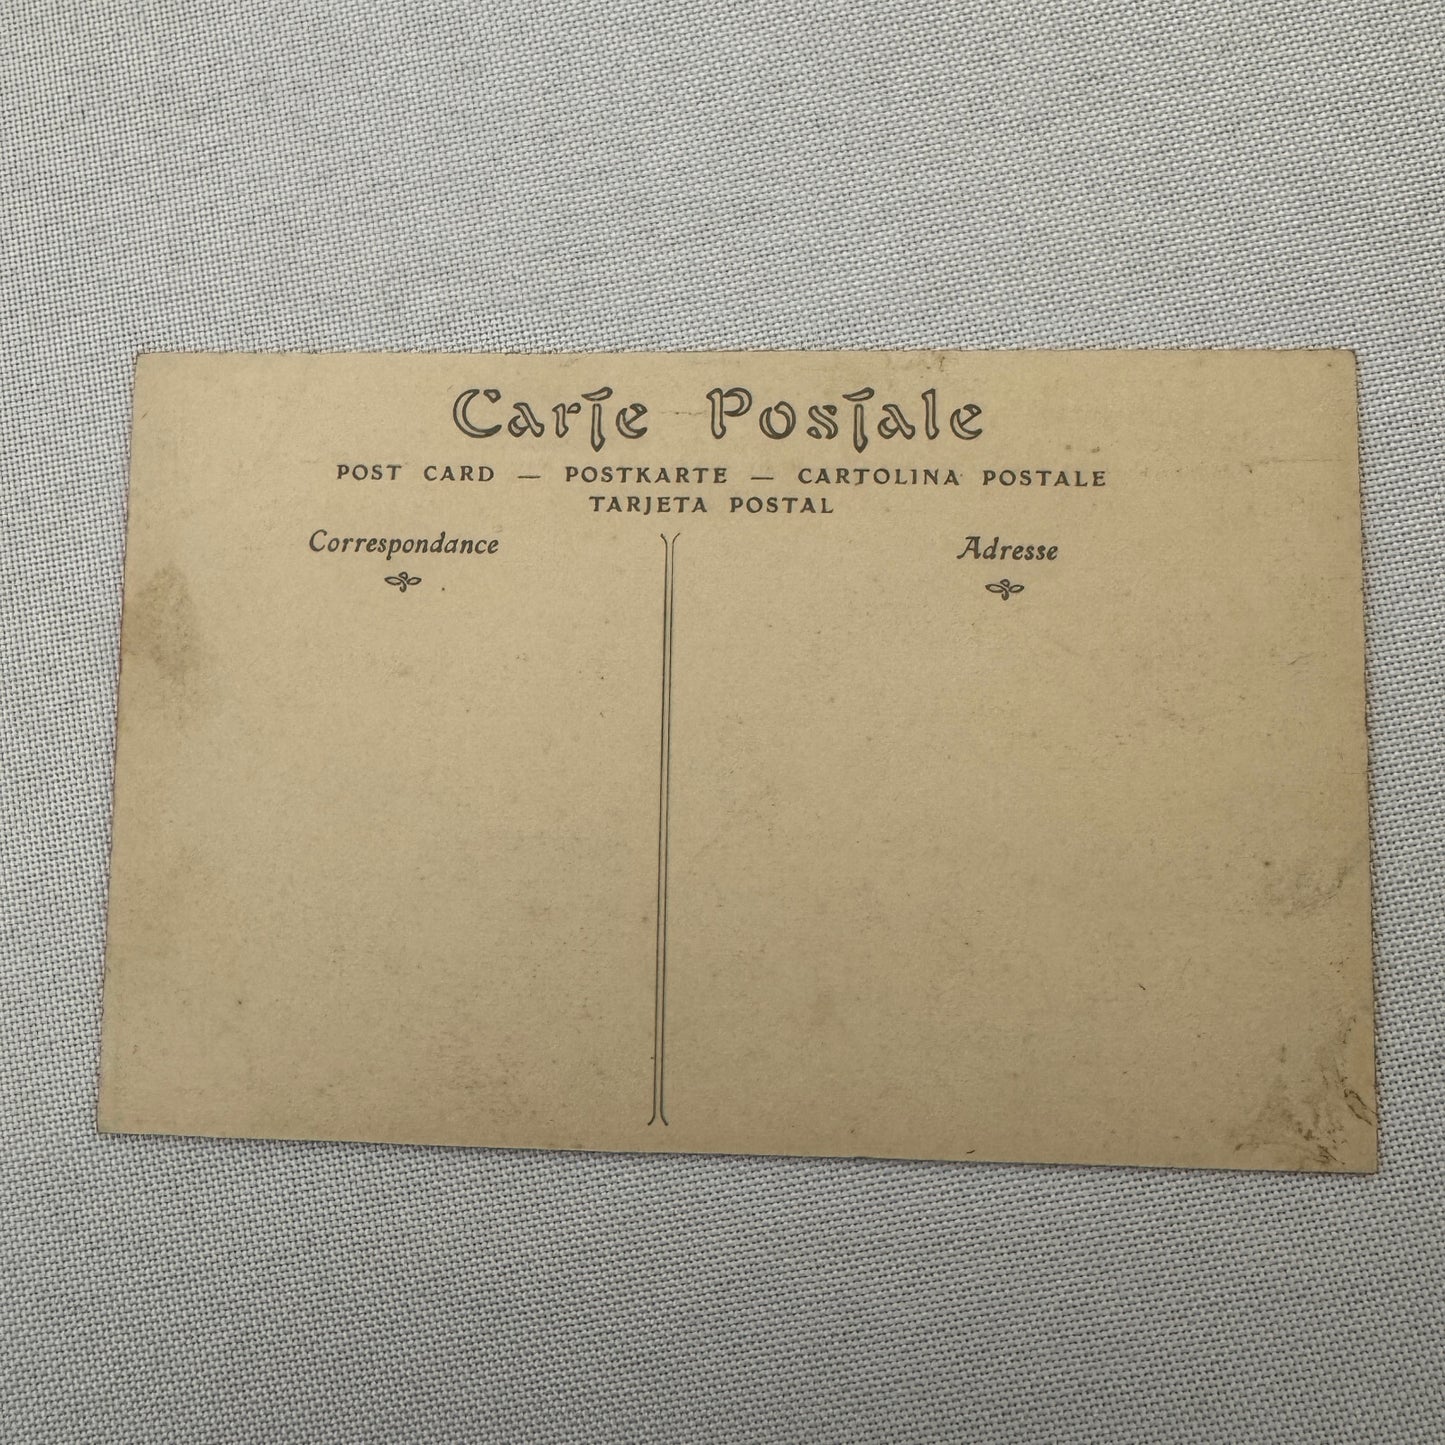 Carte Postale
POST CARD — POSTKARTE — CARTOLINA POSTALE
TARJETA POSTAL
Correspondance
Adresse